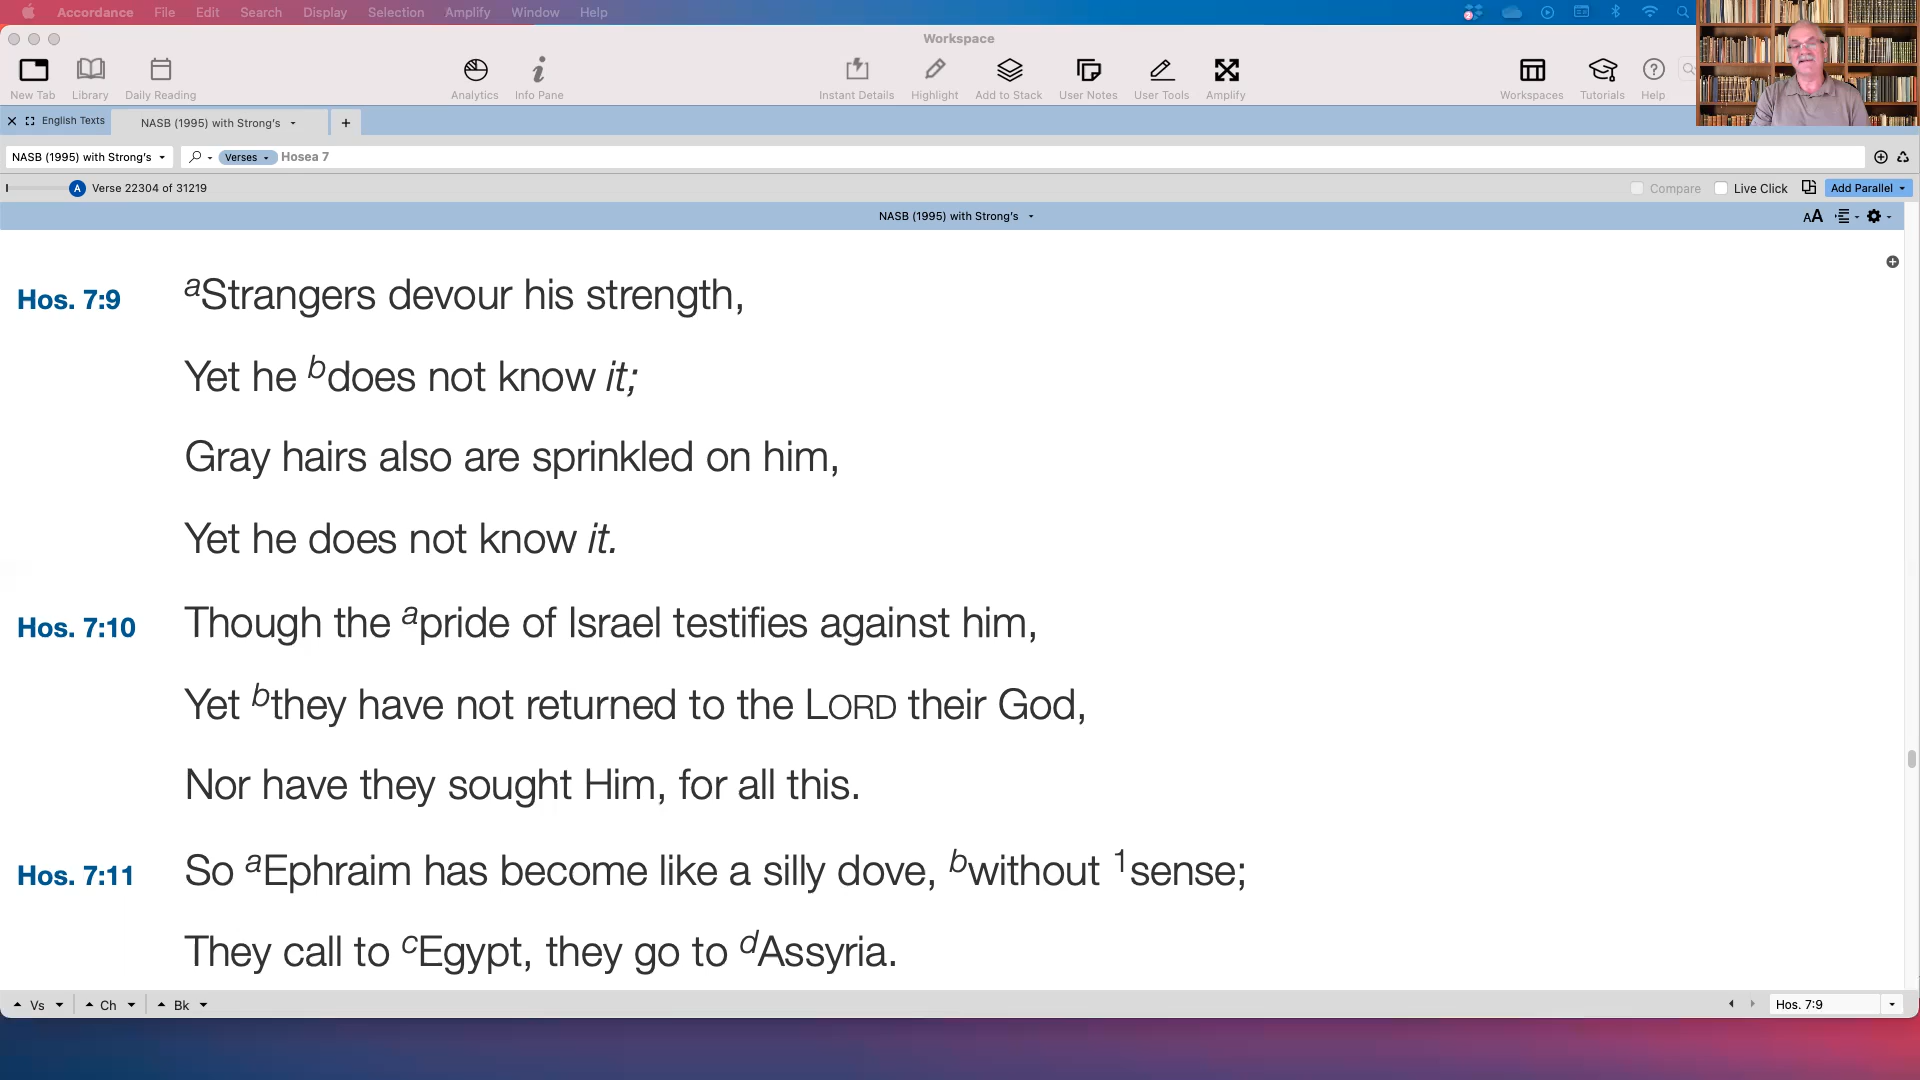 Accordance File Edit Search Display Selection Amplify Window Help
Workspace
New Tab Library Daily Reading Analytics Info Pane Instant Details Highlight Add to Stack User Notes User Tools Amplify Workspaces Tutorials Help
English Texts NASB (1995) with Strong's +
NASB (1995) with Strong's Verses Hosea 7
A Verse 22304 of 31219 Compare Live Click Add Parallel
NASB (1995) with Strong's AA
Hos. 7:9 aStrangers devour his strength,
Yet he bdoes not know it;
Gray hairs also are sprinkled on him,
Yet he does not know it.
Hos. 7:10 Though the apride of Israel testifies against him,
Yet bthey have not returned to the LORD their God,
Nor have they sought Him, for all this.
Hos. 7:11 So aEphraim has become like a silly dove, bwithout 1sense;
They call to cEgypt, they go to dAssyria.
Vs Ch Bk Hos. 7:9